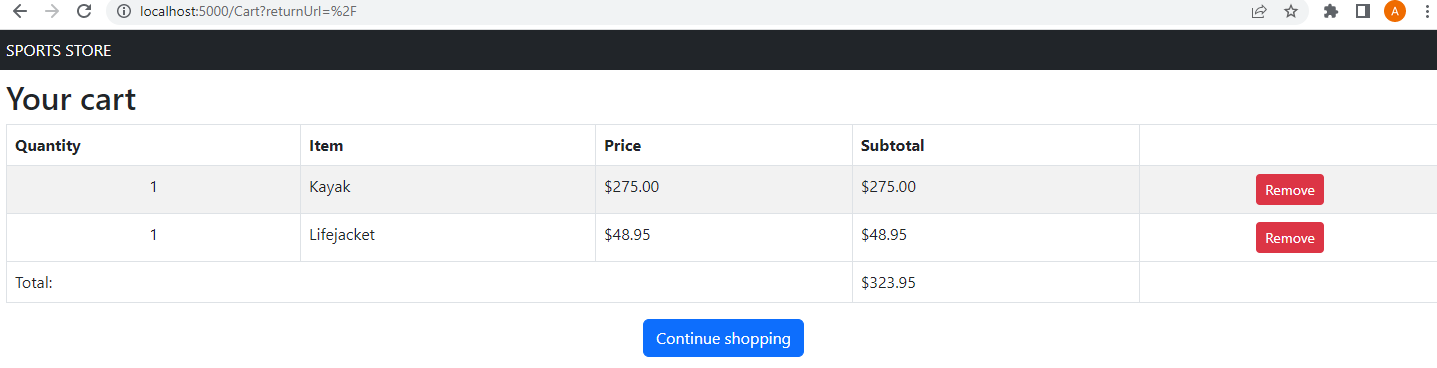 localhost:5000/Cart?returnUrl=%2F
A
SPORTS STORE
Your cart
Quantity Item Price Subtotal
1 Kayak $275.00 $275.00 Remove
1 Lifejacket $48.95 $48.95 Remove
Total: $323.95
Continue shopping